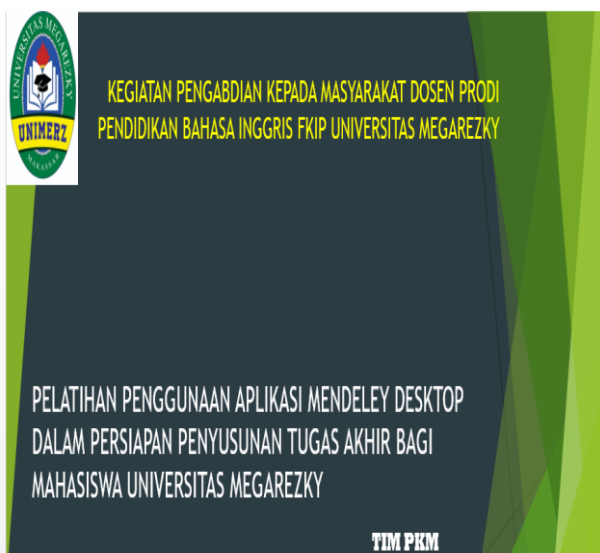 UNIVERSITAS MEGAREZKY
UNIMERZ
MAKASSAR
KEGIATAN PENGABDIAN KEPADA MASYARAKAT DOSEN PRODI
PENDIDIKAN BAHASA INGGRIS FKIP UNIVERSITAS MEGAREZKY
PELATIHAN PENGGUNAAN APLIKASI MENDELEY DESKTOP
DALAM PERSIAPAN PENYUSUNAN TUGAS AKHIR BAGI
MAHASISWA UNIVERSITAS MEGAREZKY
TIM PKM